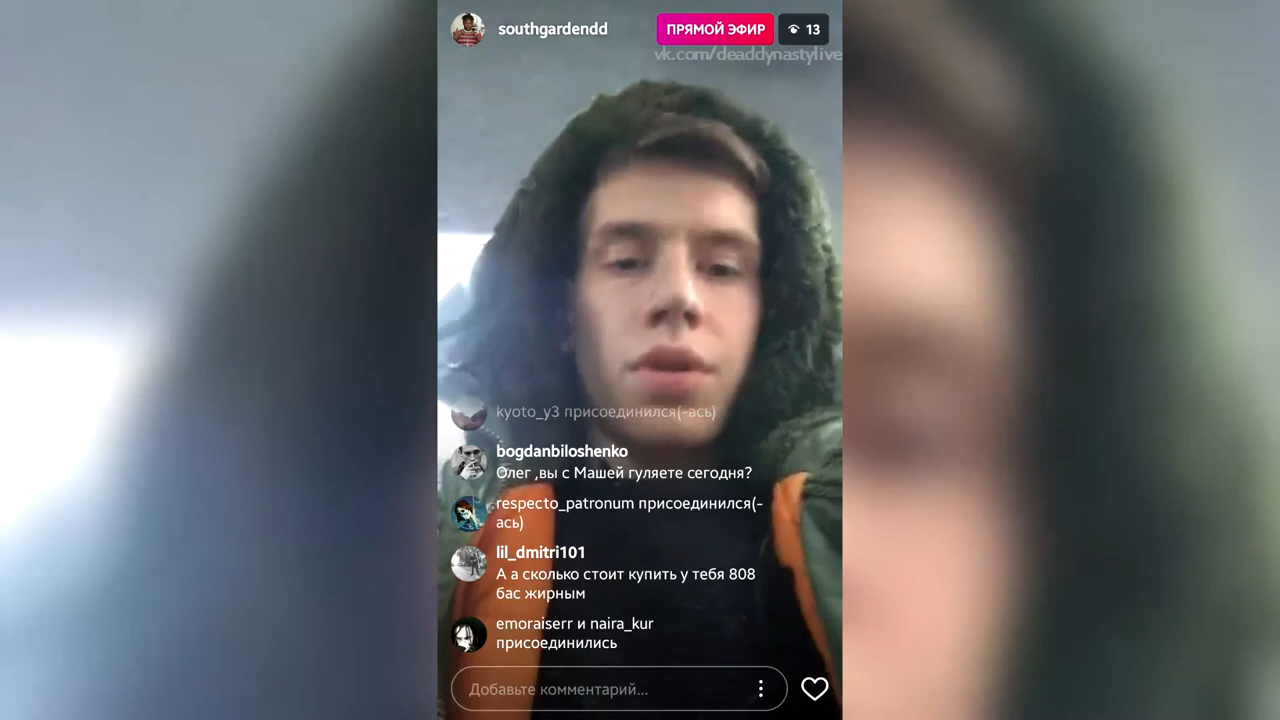 southgardendd
ПРЯМОЙ ЭФИР
13
vk.com/deaddynastylive
kyoto_y3 присоединился(-ась)
bogdanbiloshenko
Олег ,вы с Машей гуляете сегодня?
respecto_patronum присоединился(-
ась)
lil_dmitri101
А а сколько стоит купить у тебя 808
бас жирным
emoraiserr и naira_kur
присоединились
Добавьте комментарий...